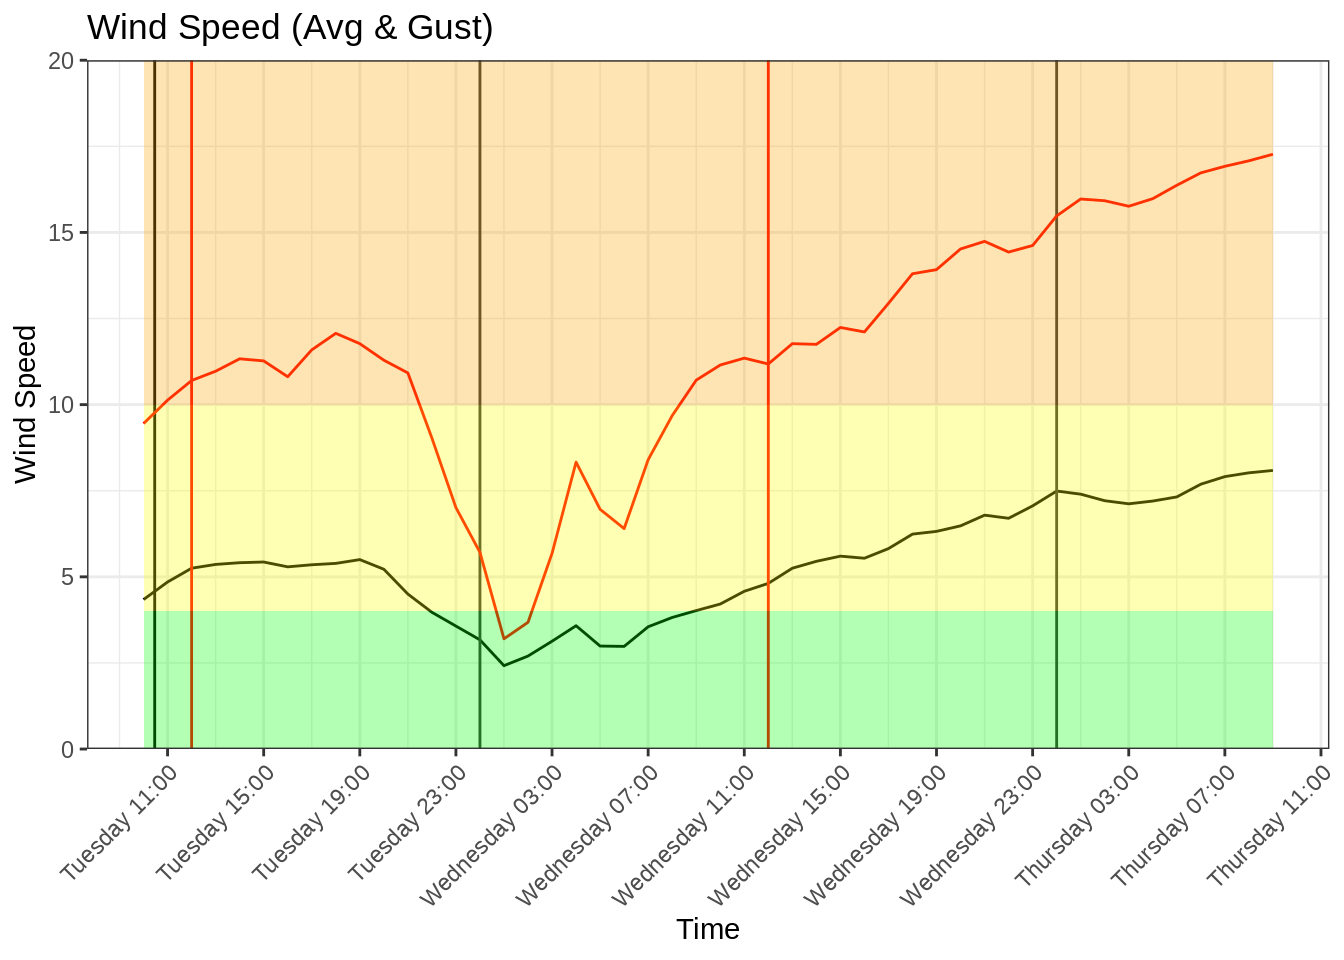 Wind Speed (Avg & Gust)
20
15
10
5
0
Wind Speed
Tuesday 11:00
Tuesday 15:00
Tuesday 19:00
Tuesday 23:00
Wednesday 03:00
Wednesday 07:00
Wednesday 11:00
Wednesday 15:00
Wednesday 19:00
Wednesday 23:00
Thursday 03:00
Thursday 07:00
Thursday 11:00
Time